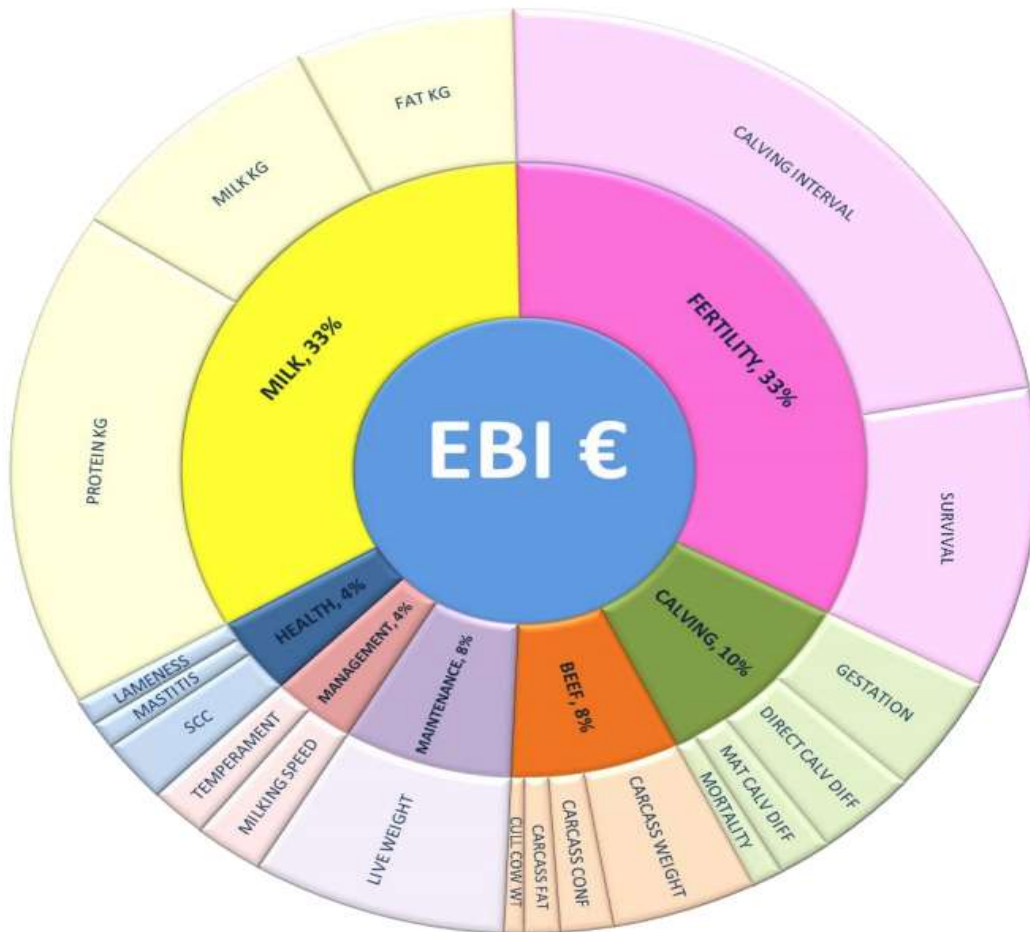 EBI €
FERTILITY, 33%
CALVING, 10%
BEEF, 8%
MAINTENANCE, 8%
MANAGEMENT, 4%
HEALTH, 4%
MILK, 33%
CALVING INTERVAL
SURVIVAL
GESTATION
DIRECT CALV DIFF
MAT CALV DIFF
MORTALITY
CARCASS WEIGHT
CARCASS CONF
CARCASS FAT
CULL COW WT
LIVE WEIGHT
MILKING SPEED
TEMPERAMENT
SCC
MASTITIS
LAMENESS
PROTEIN KG
MILK KG
FAT KG